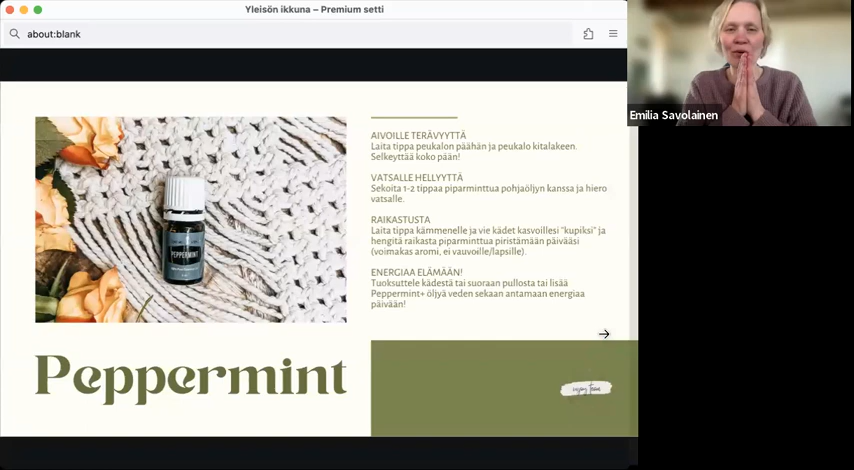 Yleisön ikkuna – Premium setti
about:blank
Emilia Savolainen
AIVOILLE TERÄVYYTTÄ
Laita tippa peukalon päähän ja peukalo kitalakeen.
Selkeyttää koko pään!
VATSALLE HELLYYTTÄ
Sekoita 1-2 tippaa piparminttua pohjaöljyn kanssa ja hiero
vatsalle.
RAIKASTUSTA
Laita tippa kämmenelle ja vie kädet kasvoillesi "kupiksi" ja
hengitä raikasta piparminttua piristämään päivääsi
(voimakas aromi, ei vauvoille/lapsille).
ENERGIAA ELÄMÄÄN!
Tuoksuttele kädestä tai suoraan pullosta tai lisää
Peppermint+ öljyä veden sekaan antamaan energiaa
päivään!
PEPPERMINT
Peppermint